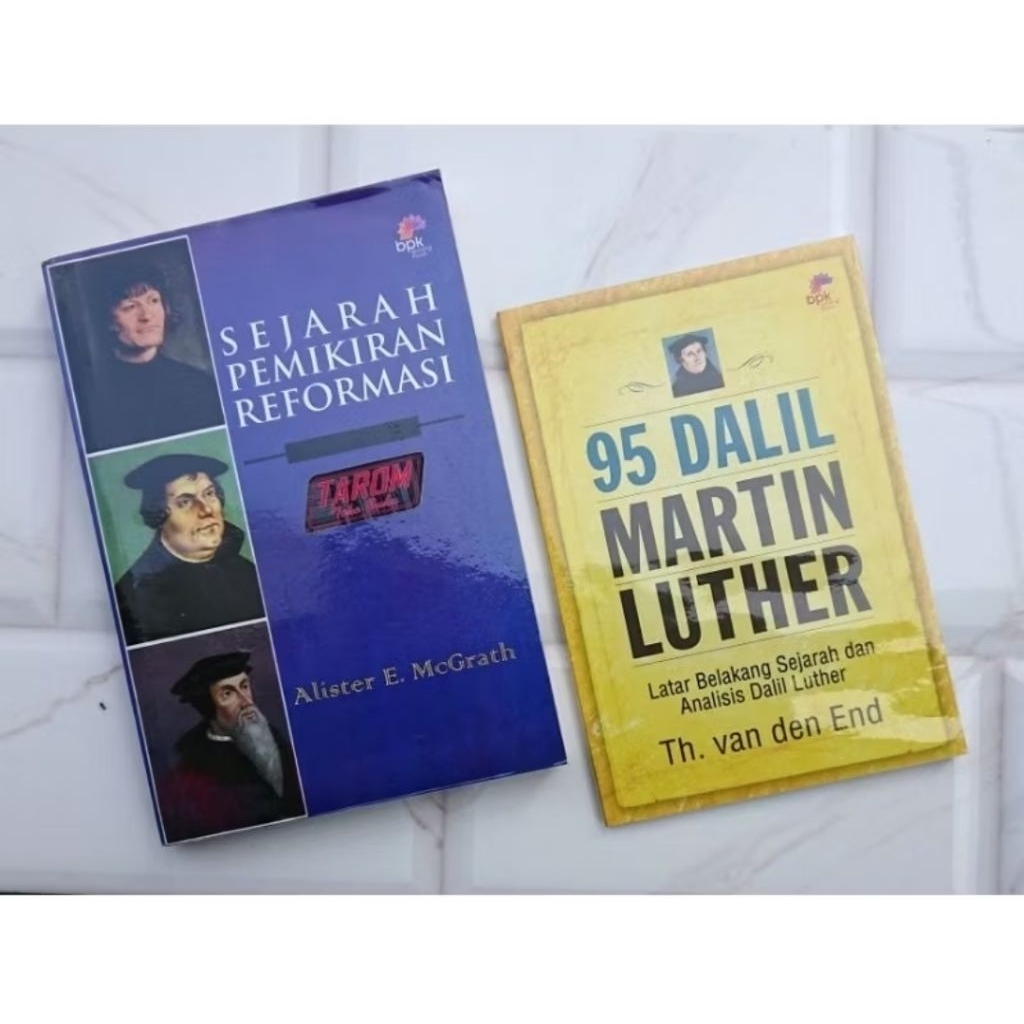 bpk
SEJARAH
PEMIKIRAN
REFORMASI
TAROM
Alister E. McGrath
bpk
95 DALIL
MARTIN
LUTHER
Latar Belakang Sejarah dan
Analisis Dalil Luther
Th. van den End